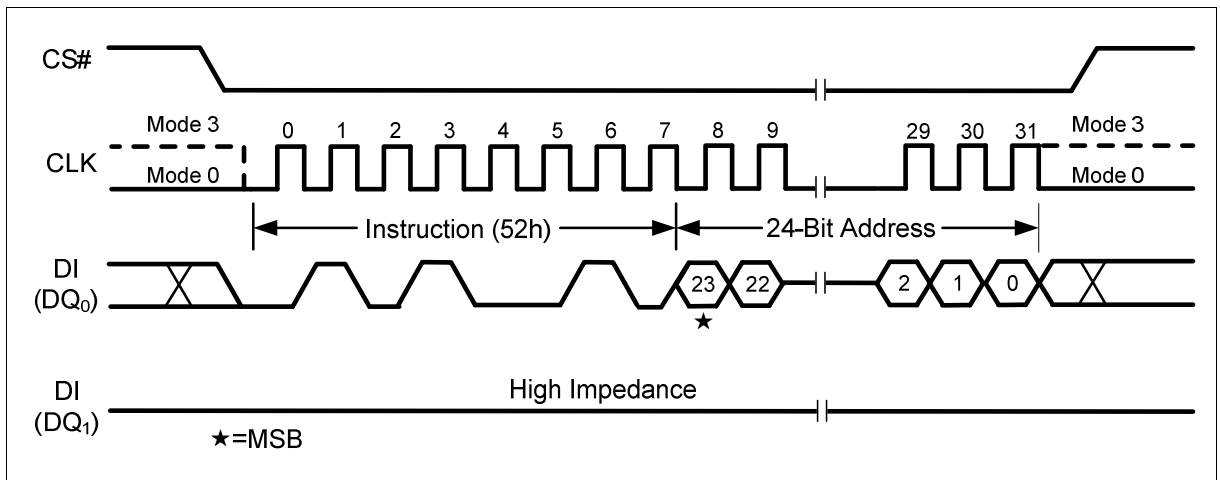 CS#
Mode 3
CLK
Mode 0
0 1 2 3 4 5 6 7 8 9 29 30 31
Mode 3
Mode 0
Instruction (52h)
24-Bit Address
DI
(DQ0)
23 22 2 1 0
★
DI
(DQ1)
High Impedance
★=MSB